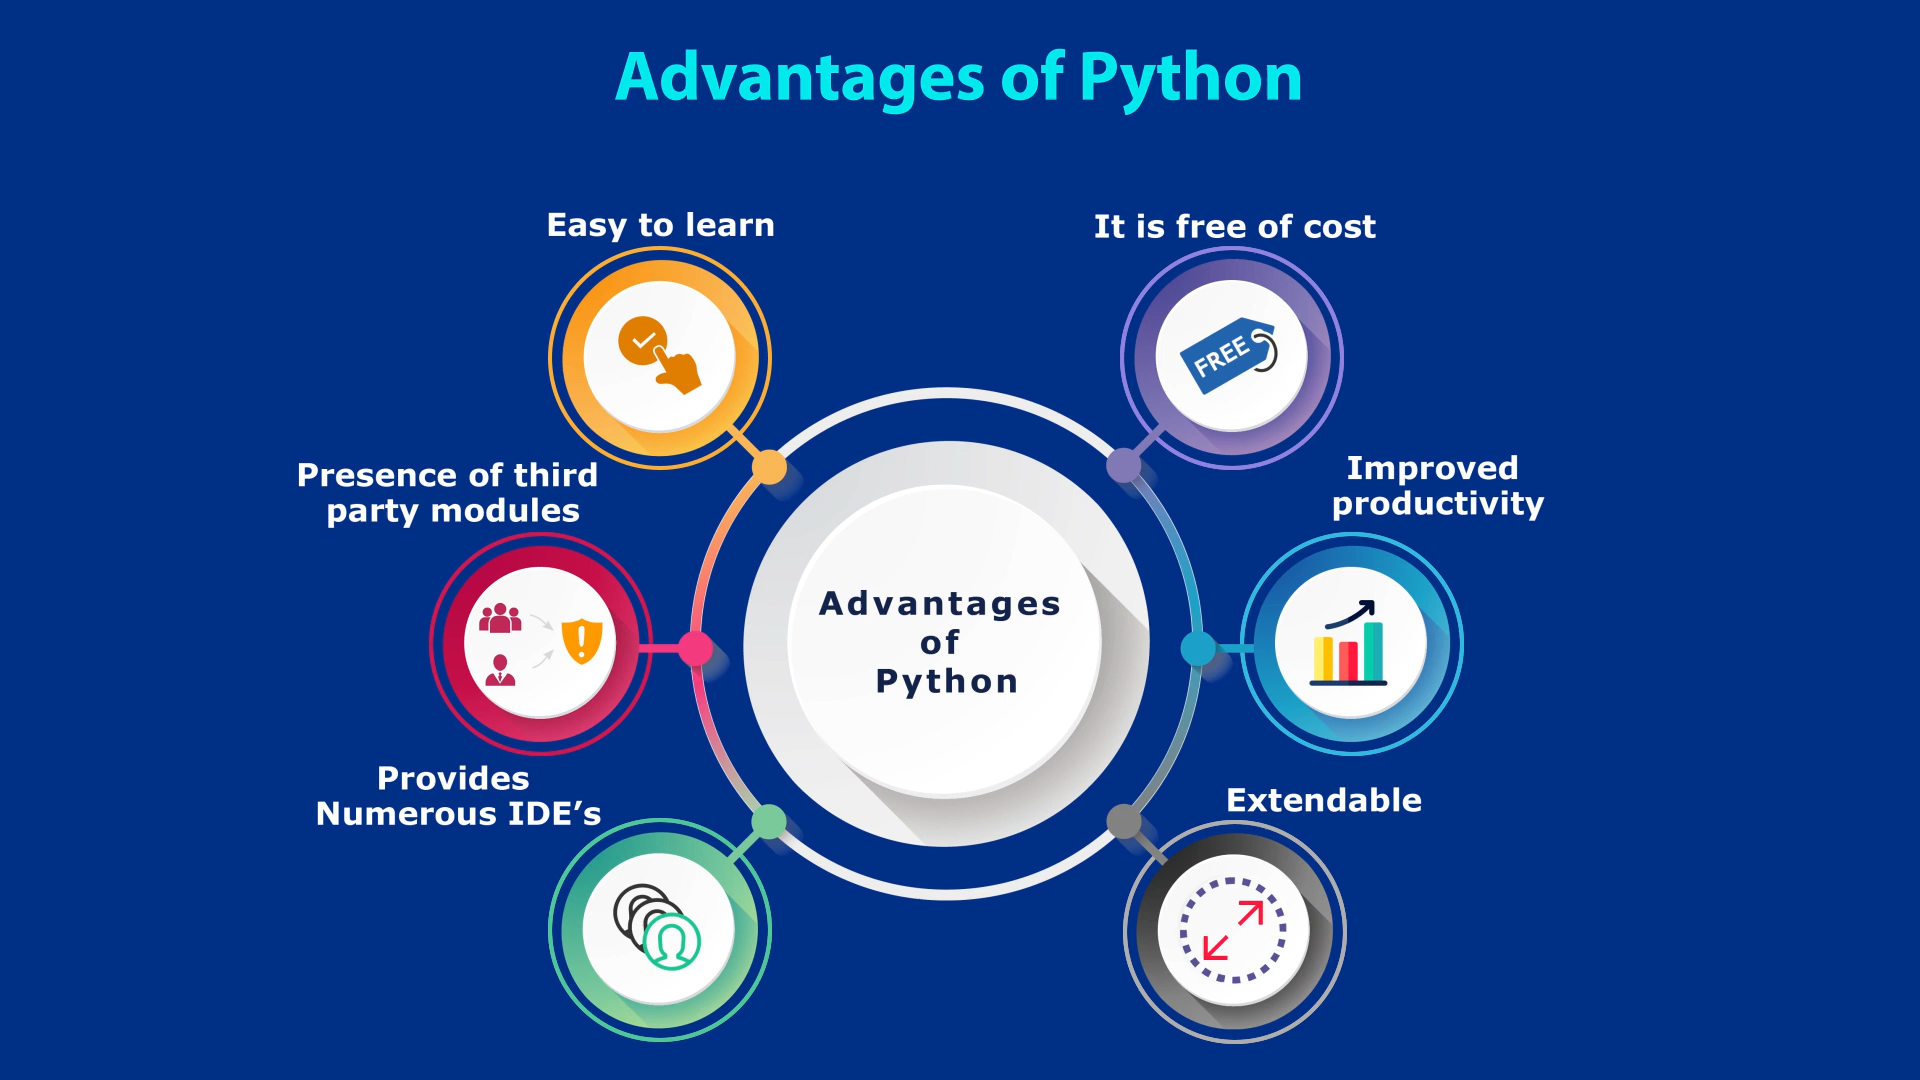 Advantages of Python
Easy to learn
It is free of cost
FREE
Presence of third
party modules
Improved
productivity
Advantages
of
Python
Provides
Numerous IDE’s
Extendable